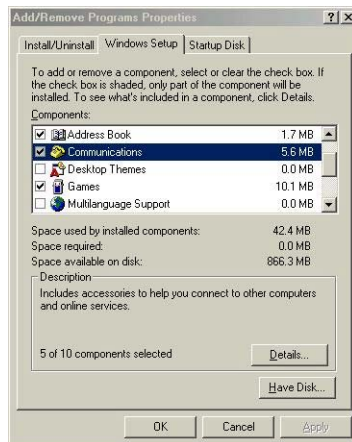 Add/Remove Programs Properties
Install/Uninstall Windows Setup Startup Disk
To add or remove a component, select or clear the check box. If
the check box is shaded, only part of the component will be
installed. To see what's included in a component, click Details.
Components:
Address Book 1.7 MB
Communications 5.6 MB
Desktop Themes 0.0 MB
Games 10.1 MB
Multilanguage Support 0.0 MB
Space used by installed components: 42.4 MB
Space required: 0.0 MB
Space available on disk: 866.3 MB
Description
Includes accessories to help you connect to other computers
and online services.
5 of 10 components selected
Details...
Have Disk...
OK Cancel Apply